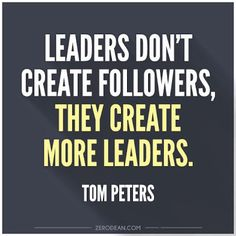 LEADERS DON'T
CREATE FOLLOWERS,
THEY CREATE
MORE LEADERS.
TOM PETERS
ZERODEAN.COM